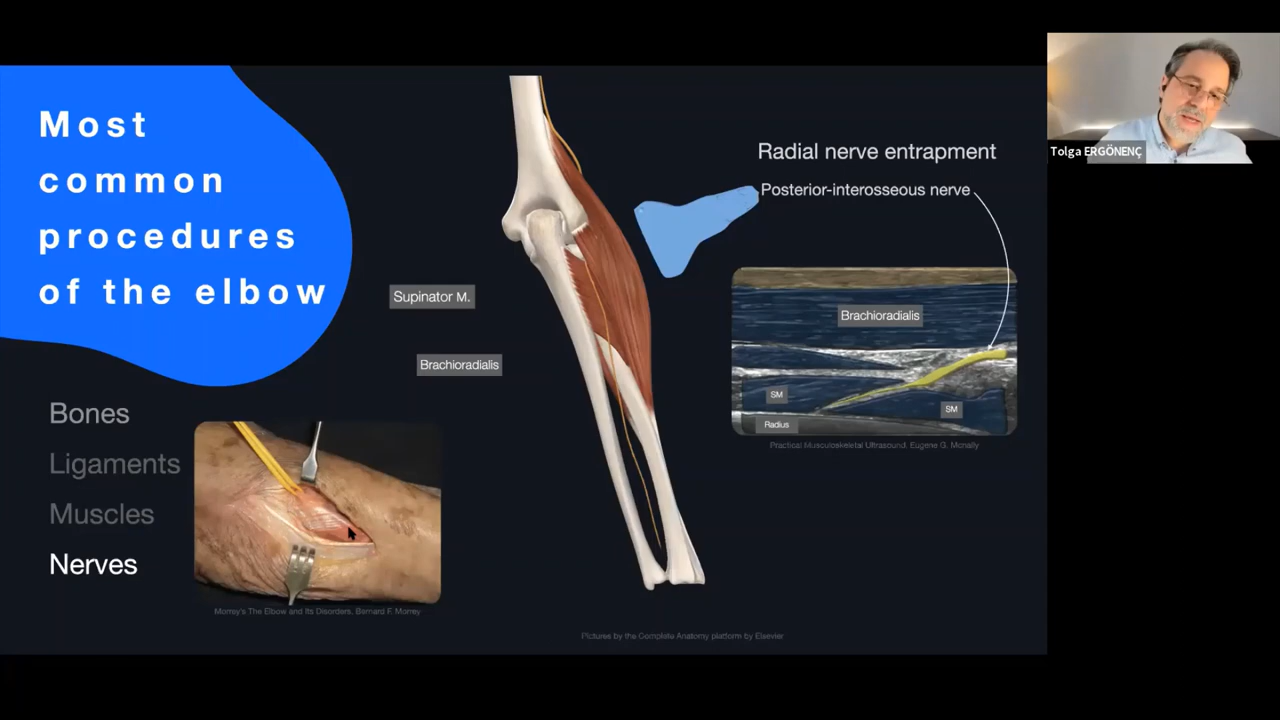 Most
common
procedures
of the elbow
Bones
Ligaments
Muscles
Nerves
Morrey's The Elbow and Its Disorders. Bernard F. Morrey
Supinator M.
Brachioradialis
Radial nerve entrapment
Posterior-interosseous nerve
Brachioradialis
SM
SM
Radius
Practical Musculoskeletal Ultrasound. Eugene G. Mcnally
Pictures by the Complete Anatomy platform by Elsevier
Tolga ERGÖNENÇ